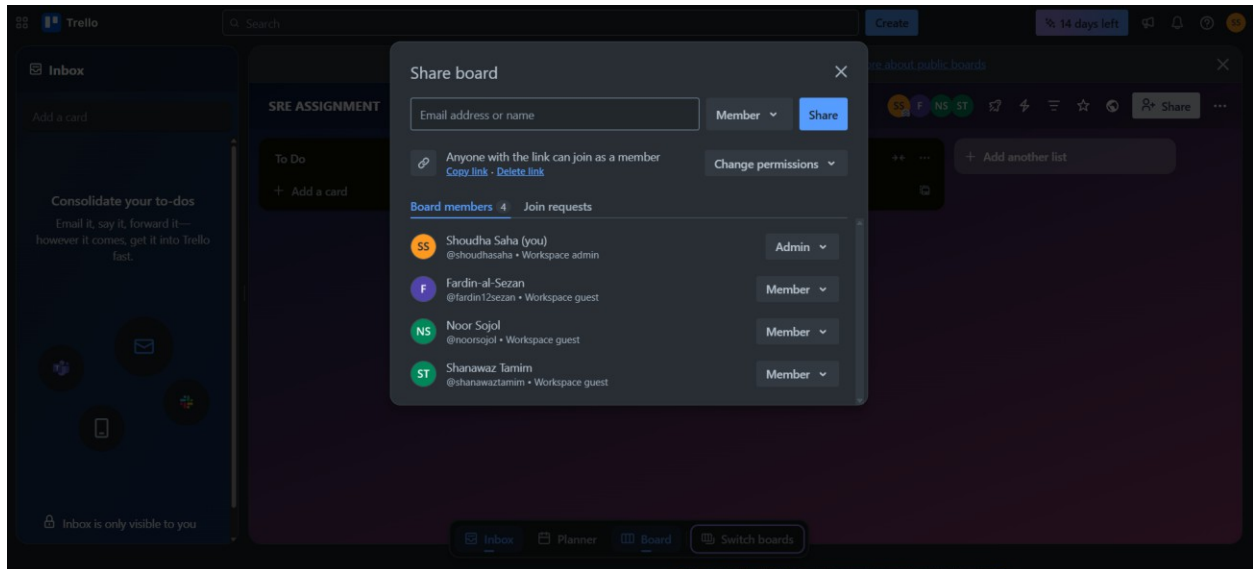 Trello
Search
Create
14 days left
SS
Inbox
Add a card
Consolidate your to-dos
Email it, say it, forward it—
however it comes, get it into Trello
fast.
Inbox is only visible to you
re about public boards
SRE ASSIGNMENT
SS F NS ST
Share
To Do
+ Add a card
+ Add another list
Share board
Email address or name
Member
Share
Anyone with the link can join as a member
Copy link - Delete link
Change permissions
Board members 4 Join requests
SS
Shoudha Saha (you)
@shoudhasaha • Workspace admin
Admin
F
Fardin-al-Sezan
@fardin12sezan • Workspace guest
Member
NS
Noor Sojol
@noorsojol • Workspace guest
Member
ST
Shanawaz Tamim
@shanawaztamim • Workspace guest
Member
Inbox Planner Board Switch boards